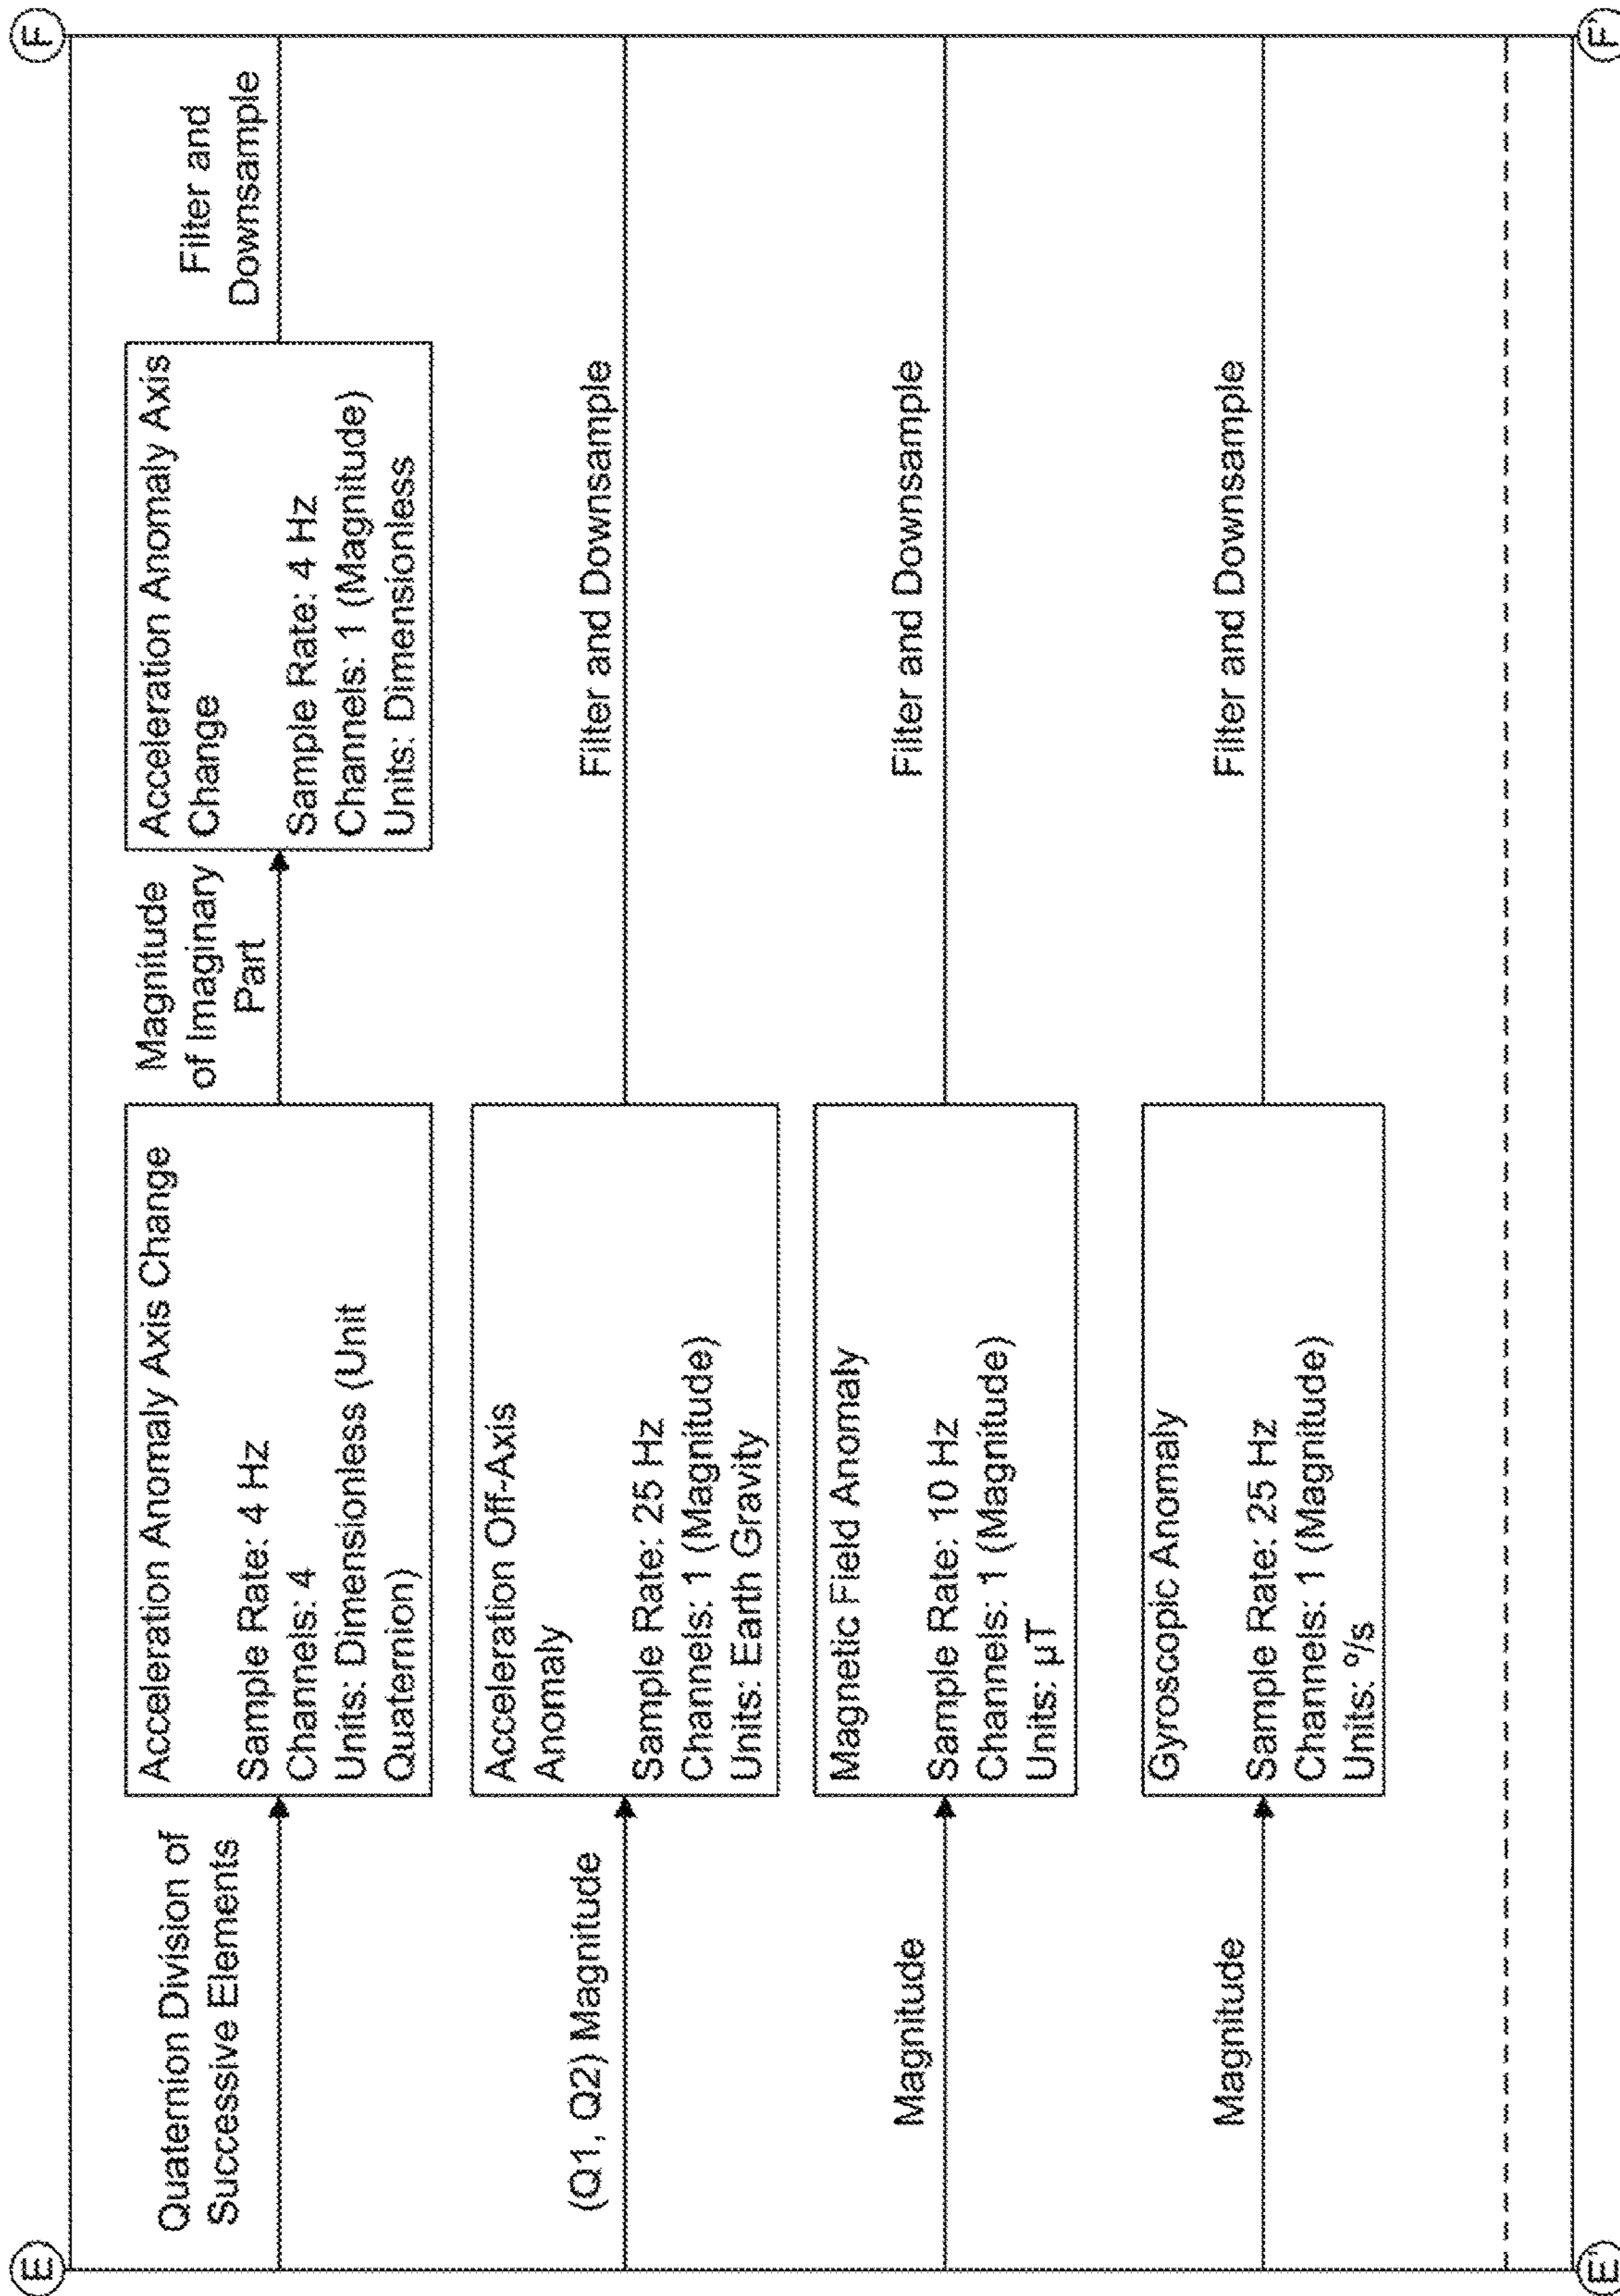 E
F
Quaternion Division of
Successive Elements
Acceleration Anomaly Axis Change
Sample Rate: 4 Hz
Channels: 4
Units: Dimensionless (Unit
Quaternion)
Magnitude
of Imaginary
Part
Acceleration Anomaly Axis
Change
Sample Rate: 4 Hz
Channels: 1 (Magnitude)
Units: Dimensionless
Filter and
Downsample
(Q1, Q2) Magnitude
Acceleration Off-Axis
Anomaly
Sample Rate: 25 Hz
Channels: 1 (Magnitude)
Units: Earth Gravity
Filter and Downsample
Magnitude
Magnetic Field Anomaly
Sample Rate: 10 Hz
Channels: 1 (Magnitude)
Units: µT
Filter and Downsample
Magnitude
Gyroscopic Anomaly
Sample Rate: 25 Hz
Channels: 1 (Magnitude)
Units: º/s
Filter and Downsample
E'
F'